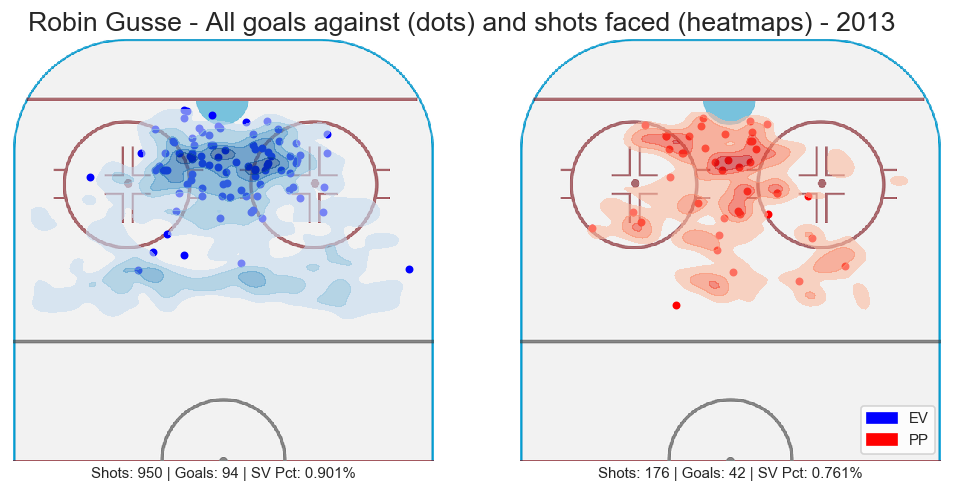 Robin Gusse - All goals against (dots) and shots faced (heatmaps) - 2013
EV
PP
Shots: 950 | Goals: 94 | SV Pct: 0.901%
Shots: 176 | Goals: 42 | SV Pct: 0.761%